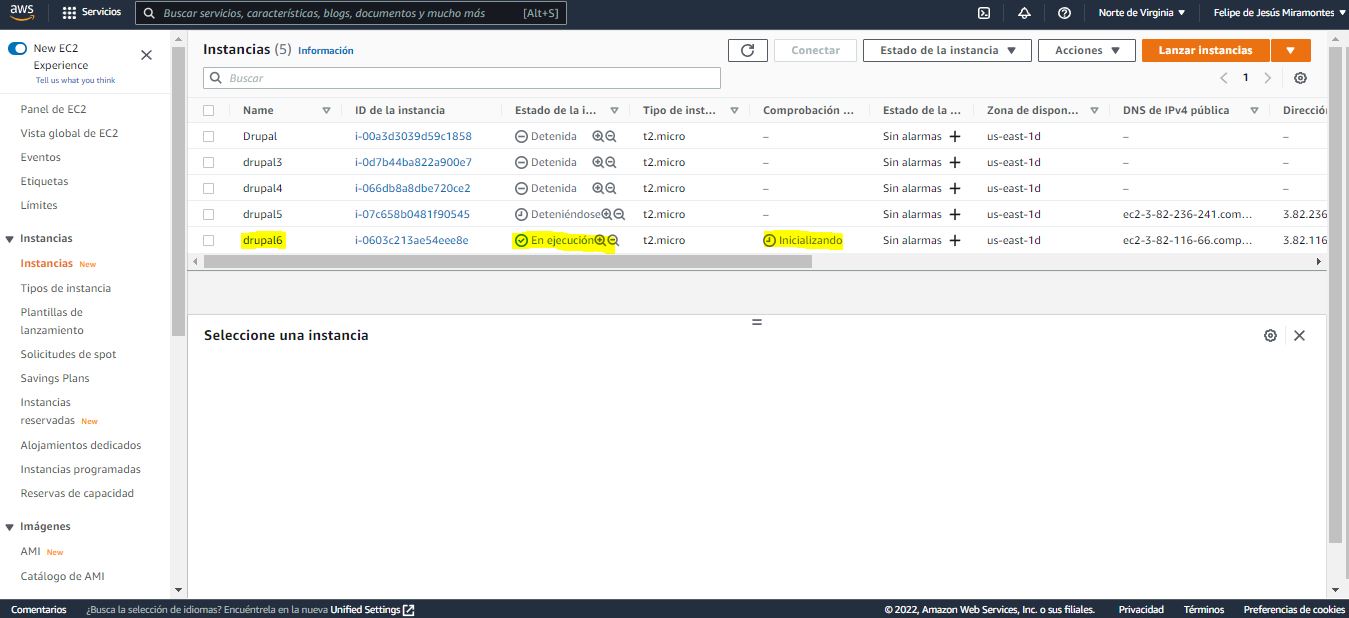 aws Servicios Buscar servicios, características, blogs, documentos y mucho más [Alt+S] Norte de Virginia Felipe de Jesús Miramontes
New EC2
Experience
Tell us what you think
Panel de EC2
Vista global de EC2
Eventos
Etiquetas
Límites
Instancias
Instancias New
Tipos de instancia
Plantillas de
lanzamiento
Solicitudes de spot
Savings Plans
Instancias
reservadas New
Alojamientos dedicados
Instancias programadas
Reservas de capacidad
Imágenes
AMI New
Catálogo de AMI
Instancias (5) Información Conectar Estado de la instancia Acciones Lanzar instancias
Buscar
1
Name ID de la instancia Estado de la i... Tipo de inst... Comprobación ... Estado de la ... Zona de dispon... DNS de IPv4 pública Direcció
Drupal i-00a3d3039d59c1858 Detenida t2.micro – Sin alarmas + us-east-1d – –
drupal3 i-0d7b44ba822a900e7 Detenida t2.micro – Sin alarmas + us-east-1d – –
drupal4 i-066db8a8dbe720ce2 Detenida t2.micro – Sin alarmas + us-east-1d – –
drupal5 i-07c658b0481f90545 Deteniéndose t2.micro – Sin alarmas + us-east-1d ec2-3-82-236-241.com... 3.82.236
drupal6 i-0603c213ae54eee8e En ejecución t2.micro Inicializando Sin alarmas + us-east-1d ec2-3-82-116-66.comp... 3.82.116
Seleccione una instancia
Comentarios ¿Busca la selección de idiomas? Encuéntrela en la nueva Unified Settings © 2022, Amazon Web Services, Inc. o sus filiales. Privacidad Términos Preferencias de cookies